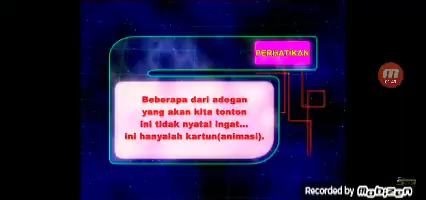 PERHATIKAN
Beberapa dari adegan
yang akan kita tonton
ini tidak nyata! ingat...
ini hanyalah kartun(animasi).
Recorded by Mobizen